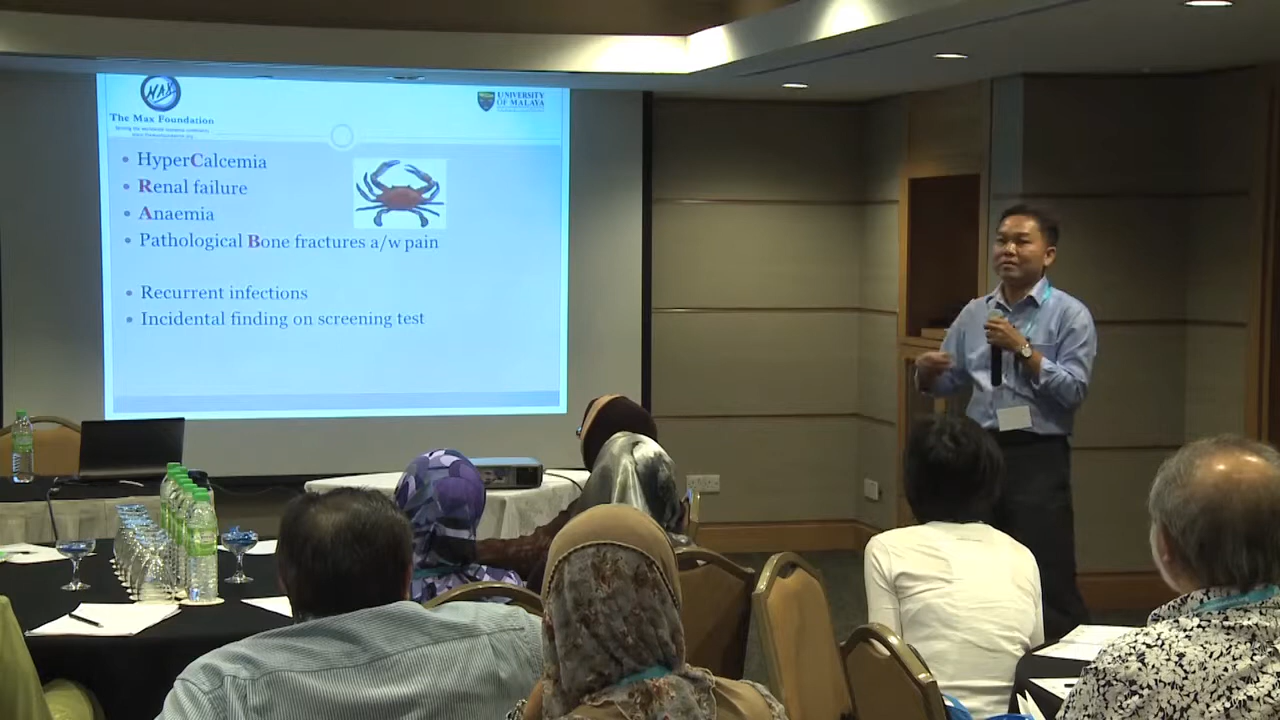 MAX
The Max Foundation
UNIVERSITY
OF MALAYA
• HyperCalcemia
• Renal failure
• Anaemia
• Pathological Bone fractures a/w pain
• Recurrent infections
• Incidental finding on screening test